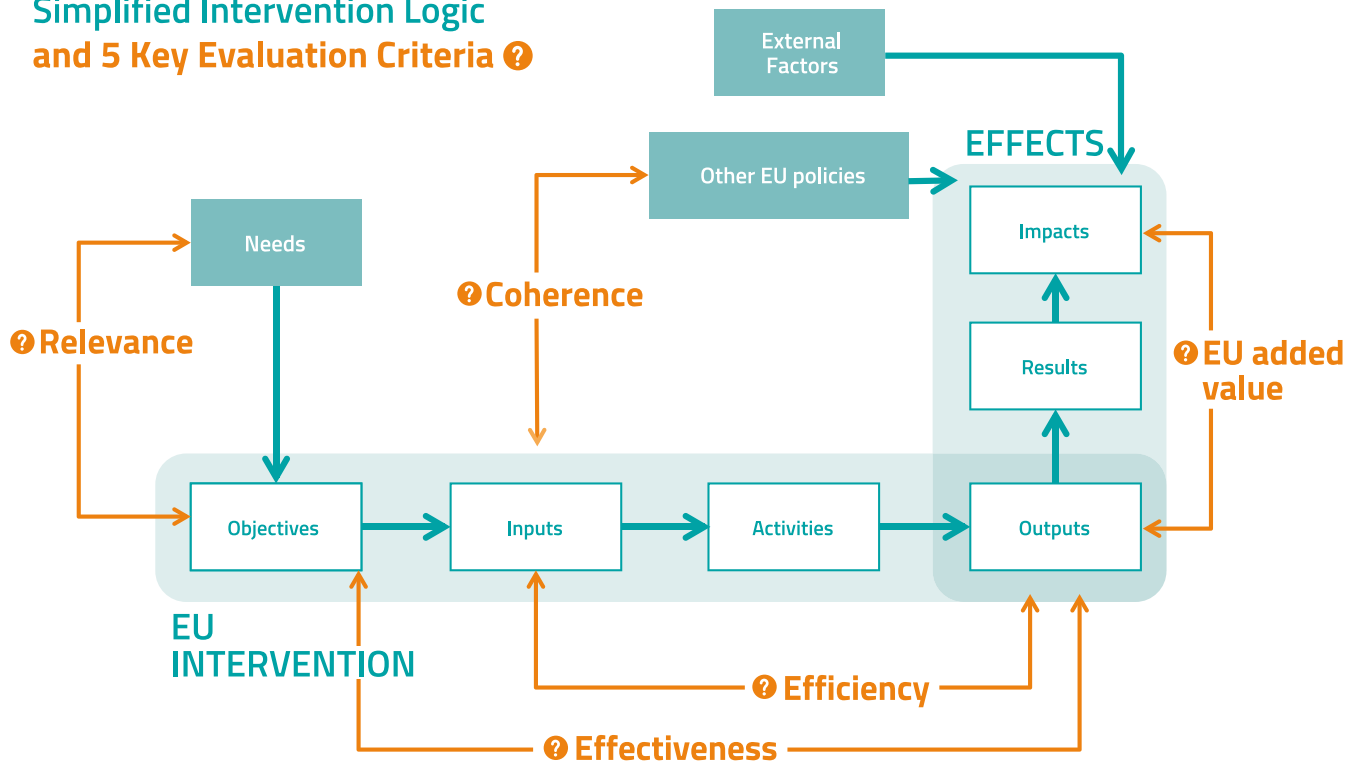 Simplified Intervention Logic
and 5 Key Evaluation Criteria ?
External
Factors
EFFECTS
Other EU policies
Needs
Impacts
? Coherence
? Relevance
Results
? EU added
value
Objectives
Inputs
Activities
Outputs
EU
INTERVENTION
? Efficiency
? Effectiveness